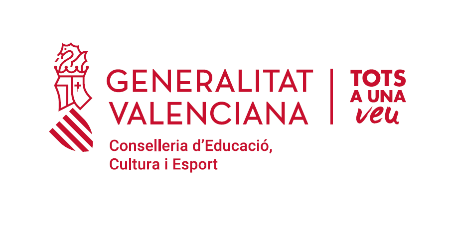 GENERALITAT
VALENCIANA
Conselleria d'Educació,
Cultura i Esport
TOTS
A UNA
veu